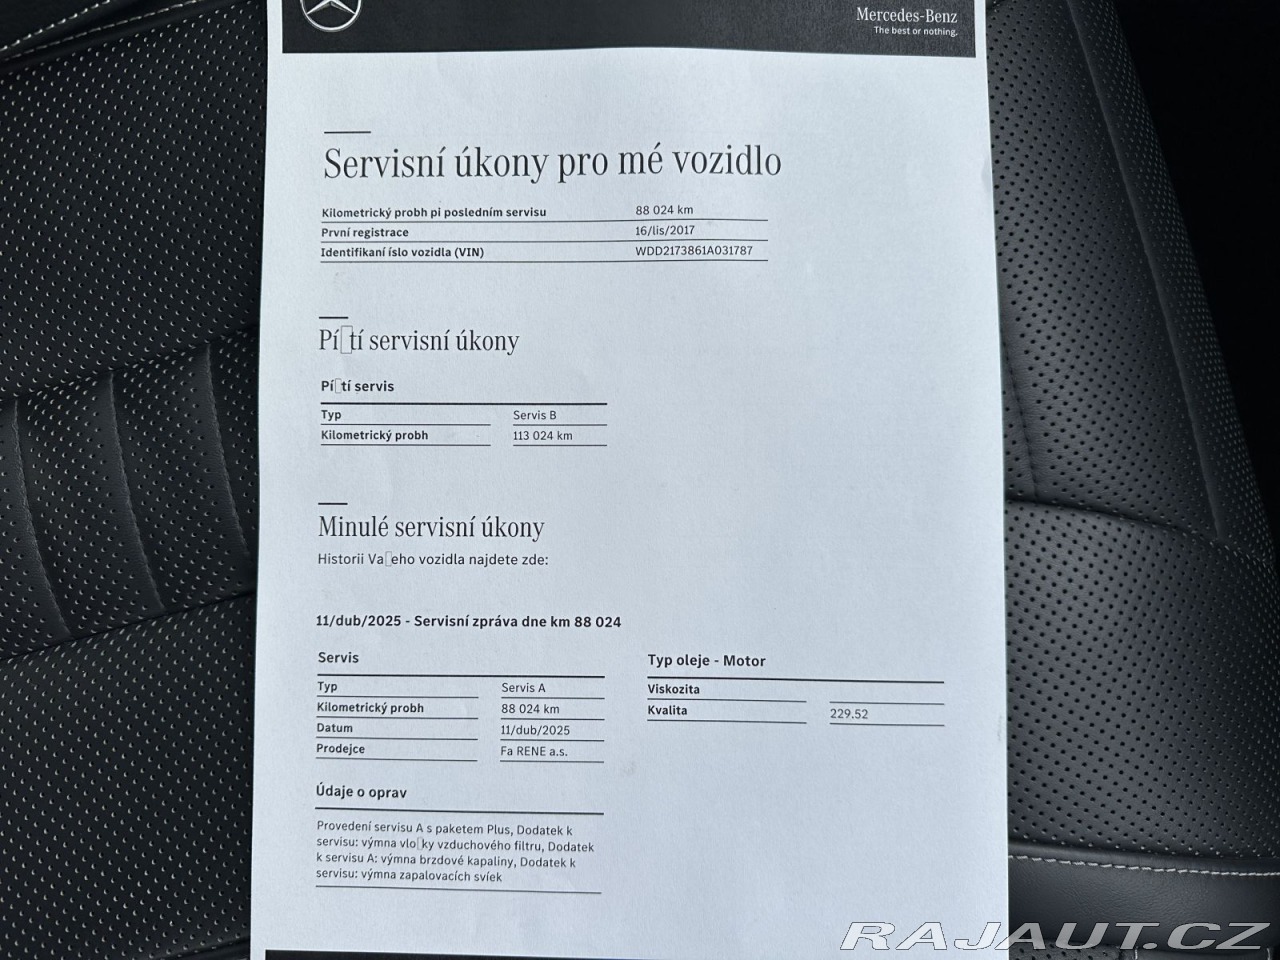 Mercedes-Benz
The best or nothing.
Servisní úkony pro mé vozidlo
Kilometrický probh pi posledním servisu 88 024 km
První registrace 16/lis/2017
Identifikaní íslo vozidla (VIN) WDD2173861A031787
Pí□tí servisní úkony
Pí□tí servis
Typ Servis B
Kilometrický probh 113 024 km
Minulé servisní úkony
Historii Va□eho vozidla najdete zde:
11/dub/2025 - Servisní zpráva dne km 88 024
Servis
Typ Servis A
Kilometrický probh 88 024 km
Datum 11/dub/2025
Prodejce Fa RENE a.s.
Typ oleje - Motor
Viskozita
Kvalita 229.52
Údaje o oprav
Provedení servisu A s paketem Plus, Dodatek k
servisu: výmna vlo□ky vzduchového filtru, Dodatek
k servisu A: výmna brzdové kapaliny, Dodatek k
servisu: výmna zapalovacích svíek
RAJAUT.CZ